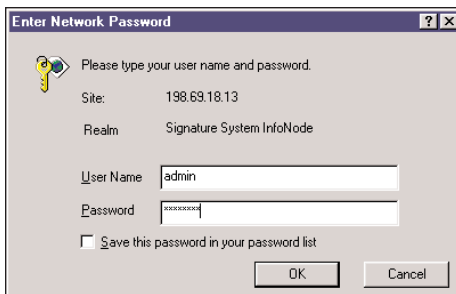 Enter Network Password
Please type your user name and password.
Site: 198.69.18.13
Realm Signature System InfoNode
User Name admin
Password xxxxxxxx
Save this password in your password list
OK Cancel